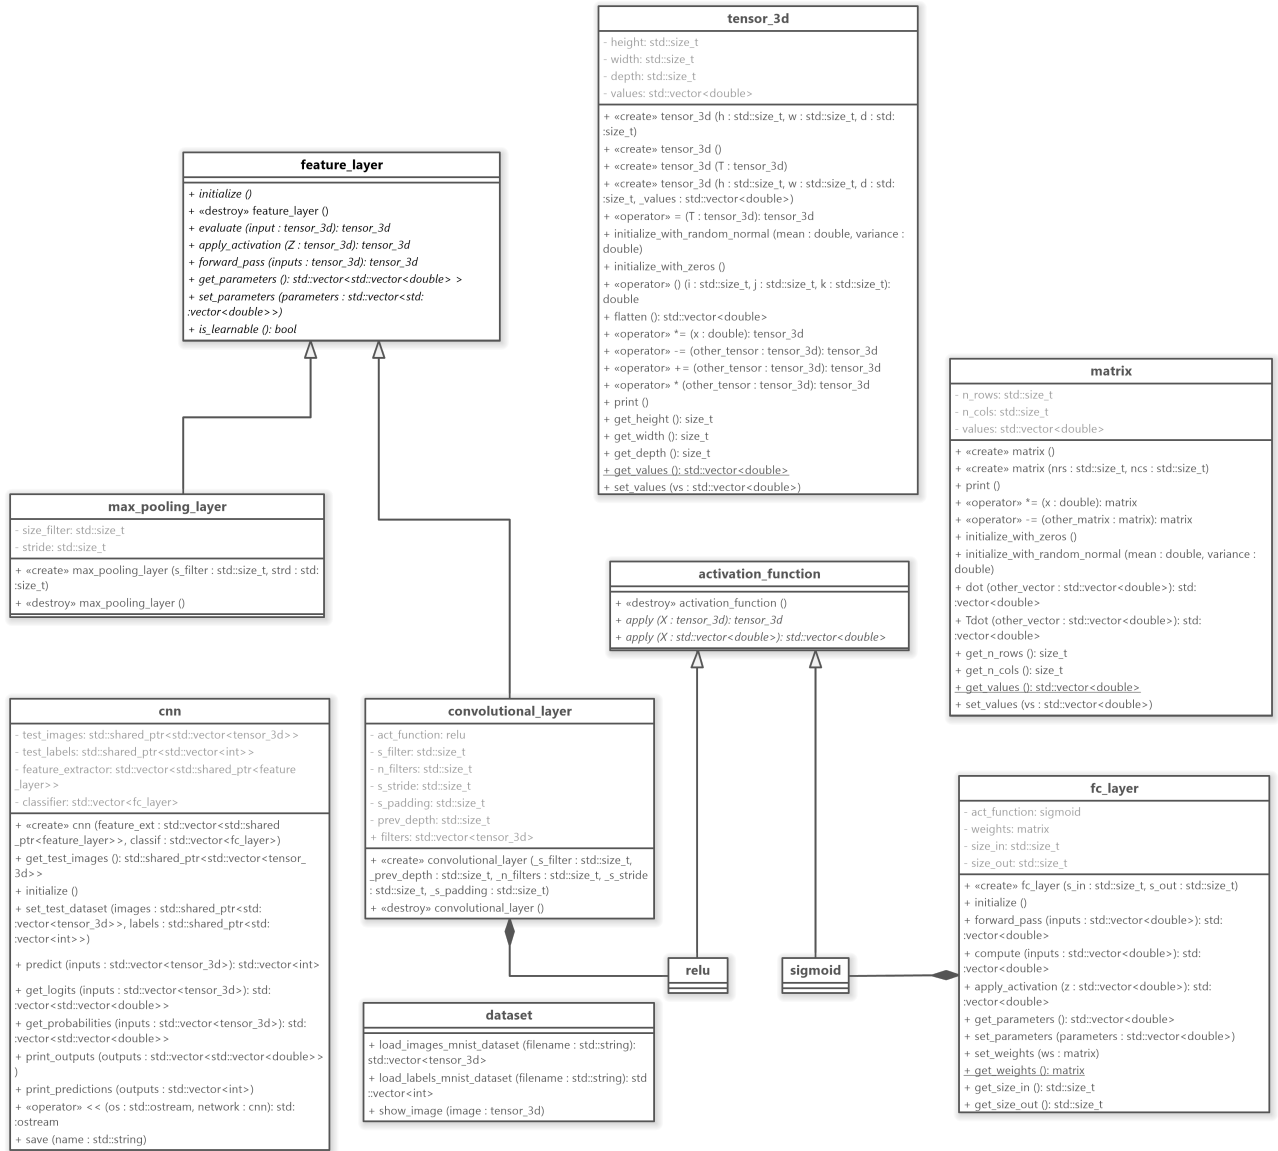 tensor_3d
- height: std::size_t
- width: std::size_t
- depth: std::size_t
- values: std::vector<double>
+ «create» tensor_3d (h : std::size_t, w : std::size_t, d : std:
:size_t)
+ «create» tensor_3d ()
+ «create» tensor_3d (T : tensor_3d)
+ «create» tensor_3d (h : std::size_t, w : std::size_t, d : std:
:size_t, _values : std::vector<double>)
+ «operator» = (T : tensor_3d): tensor_3d
+ initialize_with_random_normal (mean : double, variance :
double)
+ initialize_with_zeros ()
+ «operator» () (i : std::size_t, j : std::size_t, k : std::size_t):
double
+ flatten (): std::vector<double>
+ «operator» *= (x : double): tensor_3d
+ «operator» -= (other_tensor : tensor_3d): tensor_3d
+ «operator» += (other_tensor : tensor_3d): tensor_3d
+ «operator» * (other_tensor : tensor_3d): tensor_3d
+ print ()
+ get_height (): size_t
+ get_width (): size_t
+ get_depth (): size_t
+ get_values (): std::vector<double>
+ set_values (vs : std::vector<double>)
feature_layer
+ initialize ()
+ «destroy» feature_layer ()
+ evaluate (input : tensor_3d): tensor_3d
+ apply_activation (Z : tensor_3d): tensor_3d
+ forward_pass (inputs : tensor_3d): tensor_3d
+ get_parameters (): std::vector<std::vector<double> >
+ set_parameters (parameters : std::vector<std:
:vector<double>>)
+ is_learnable (): bool
matrix
- n_rows: std::size_t
- n_cols: std::size_t
- values: std::vector<double>
+ «create» matrix ()
+ «create» matrix (nrs : std::size_t, ncs : std::size_t)
+ print ()
+ «operator» *= (x : double): matrix
+ «operator» -= (other_matrix : matrix): matrix
+ initialize_with_zeros ()
+ initialize_with_random_normal (mean : double, variance :
double)
+ dot (other_vector : std::vector<double>): std:
:vector<double>
+ Tdot (other_vector : std::vector<double>): std:
:vector<double>
+ get_n_rows (): size_t
+ get_n_cols (): size_t
+ get_values (): std::vector<double>
+ set_values (vs : std::vector<double>)
max_pooling_layer
- size_filter: std::size_t
- stride: std::size_t
+ «create» max_pooling_layer (s_filter : std::size_t, strd : std:
:size_t)
+ «destroy» max_pooling_layer ()
activation_function
+ «destroy» activation_function ()
+ apply (X : tensor_3d): tensor_3d
+ apply (X : std::vector<double>): std::vector<double>
cnn
- test_images: std::shared_ptr<std::vector<tensor_3d>>
- test_labels: std::shared_ptr<std::vector<int>>
- feature_extractor: std::vector<std::shared_ptr<feature
_layer>>
- classifier: std::vector<fc_layer>
+ «create» cnn (feature_ext : std::vector<std::shared
_ptr<feature_layer>>, classif : std::vector<fc_layer>)
+ get_test_images (): std::shared_ptr<std::vector<tensor_
3d>>
+ initialize ()
+ set_test_dataset (images : std::shared_ptr<std:
:vector<tensor_3d>>, labels : std::shared_ptr<std:
:vector<int>>)
+ predict (inputs : std::vector<tensor_3d>): std::vector<int>
+ get_logits (inputs : std::vector<tensor_3d>): std:
:vector<std::vector<double>>
+ get_probabilities (inputs : std::vector<tensor_3d>): std:
:vector<std::vector<double>>
+ print_outputs (outputs : std::vector<std::vector<double>>
)
+ print_predictions (outputs : std::vector<int>)
+ «operator» << (os : std::ostream, network : cnn): std:
:ostream
+ save (name : std::string)
convolutional_layer
- act_function: relu
- s_filter: std::size_t
- n_filters: std::size_t
- s_stride: std::size_t
- s_padding: std::size_t
- prev_depth: std::size_t
+ filters: std::vector<tensor_3d>
+ «create» convolutional_layer (_s_filter : std::size_t,
_prev_depth : std::size_t, _n_filters : std::size_t, _s_stride
: std::size_t, _s_padding : std::size_t)
+ «destroy» convolutional_layer ()
relu
sigmoid
fc_layer
- act_function: sigmoid
- weights: matrix
- size_in: std::size_t
- size_out: std::size_t
+ «create» fc_layer (s_in : std::size_t, s_out : std::size_t)
+ initialize ()
+ forward_pass (inputs : std::vector<double>): std:
:vector<double>
+ compute (inputs : std::vector<double>): std:
:vector<double>
+ apply_activation (z : std::vector<double>): std:
:vector<double>
+ get_parameters (): std::vector<double>
+ set_parameters (parameters : std::vector<double>)
+ set_weights (ws : matrix)
+ get_weights (): matrix
+ get_size_in (): std::size_t
+ get_size_out (): std::size_t
dataset
+ load_images_mnist_dataset (filename : std::string):
std::vector<tensor_3d>
+ load_labels_mnist_dataset (filename : std::string): std
::vector<int>
+ show_image (image : tensor_3d)